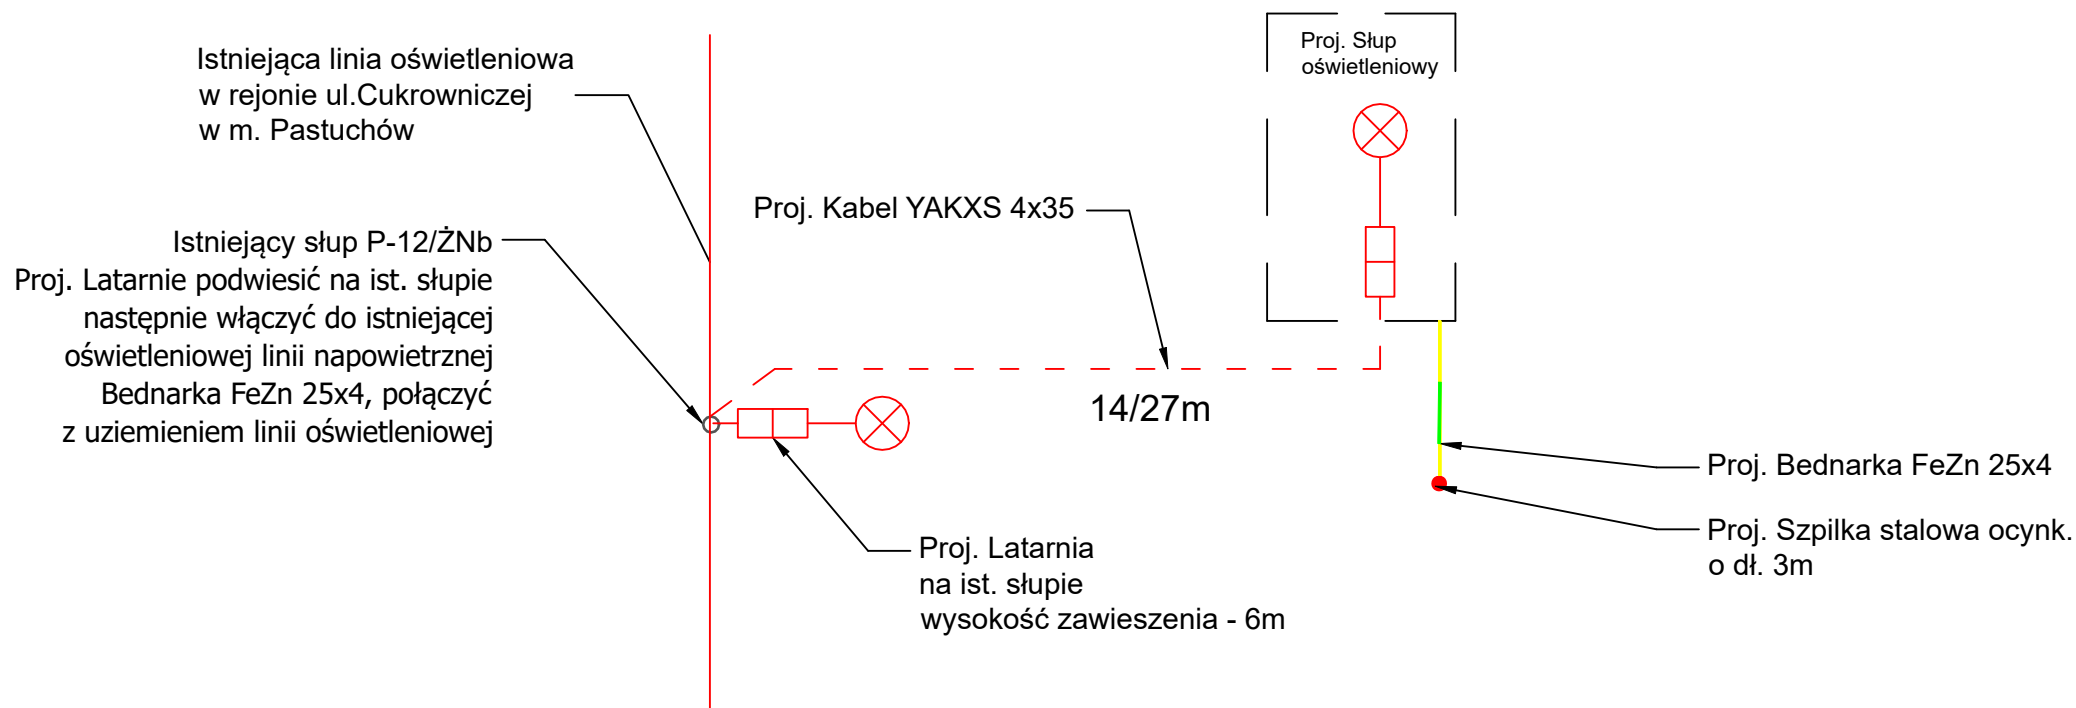 Istniejąca linia oświetleniowa
w rejonie ul.Cukrowniczej
w m. Pastuchów
Proj. Słup
oświetleniowy
Proj. Kabel YAKXS 4x35
Istniejący słup P-12/ŻNb
Proj. Latarnie podwiesić na ist. słupie
następnie włączyć do istniejącej
oświetleniowej linii napowietrznej
Bednarka FeZn 25x4, połączyć
z uziemieniem linii oświetleniowej
14/27m
Proj. Bednarka FeZn 25x4
Proj. Szpilka stalowa ocynk.
o dł. 3m
Proj. Latarnia
na ist. słupie
wysokość zawieszenia - 6m